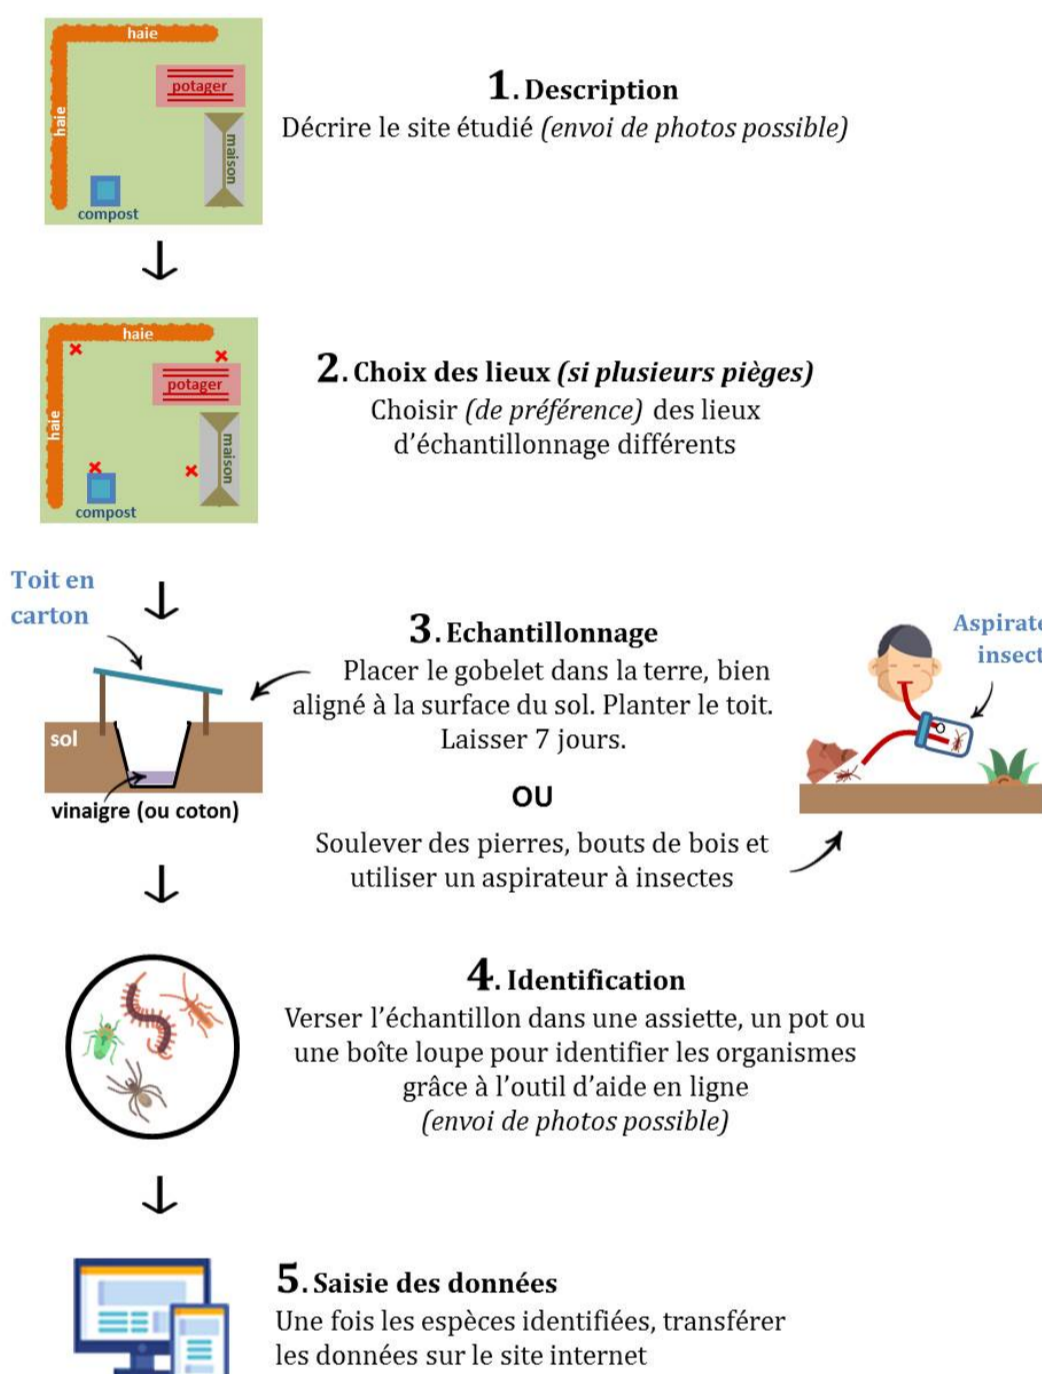 haie
haie
potager
maison
compost
1. Description
Décrire le site étudié (envoi de photos possible)
haie
haie
potager
maison
compost
2. Choix des lieux (si plusieurs pièges)
Choisir (de préférence) des lieux
d'échantillonnage différents
Toit en
carton
sol
vinaigre (ou coton)
3. Echantillonnage
Placer le gobelet dans la terre, bien
aligné à la surface du sol. Planter le toit.
Laisser 7 jours.
OU
Soulever des pierres, bouts de bois et
utiliser un aspirateur à insectes
Aspirate
insect
4. Identification
Verser l'échantillon dans une assiette, un pot ou
une boîte loupe pour identifier les organismes
grâce à l'outil d'aide en ligne
(envoi de photos possible)
5. Saisie des données
Une fois les espèces identifiées, transférer
les données sur le site internet